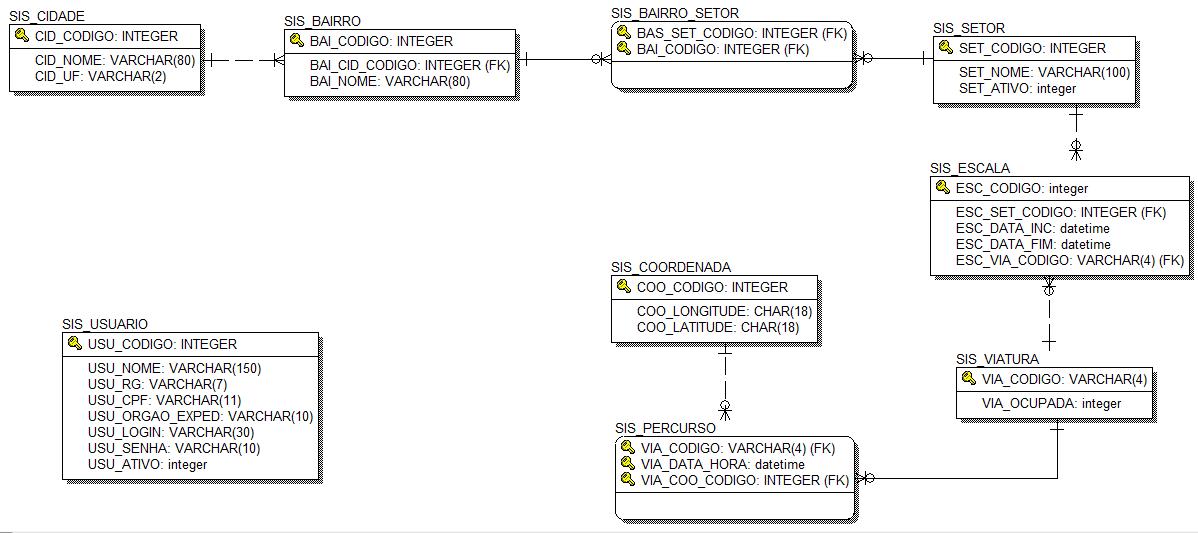 SIS_CIDADE
CID_CODIGO: INTEGER
CID_NOME: VARCHAR(80)
CID_UF: VARCHAR(2)
SIS_BAIRRO
BAI_CODIGO: INTEGER
BAI_CID_CODIGO: INTEGER (FK)
BAI_NOME: VARCHAR(80)
SIS_BAIRRO_SETOR
BAS_SET_CODIGO: INTEGER (FK)
BAI_CODIGO: INTEGER (FK)
SIS_SETOR
SET_CODIGO: INTEGER
SET_NOME: VARCHAR(100)
SET_ATIVO: integer
SIS_ESCALA
ESC_CODIGO: integer
ESC_SET_CODIGO: INTEGER (FK)
ESC_DATA_INC: datetime
ESC_DATA_FIM: datetime
ESC_VIA_CODIGO: VARCHAR(4) (FK)
SIS_COORDENADA
COO_CODIGO: INTEGER
COO_LONGITUDE: CHAR(18)
COO_LATITUDE: CHAR(18)
SIS_USUARIO
USU_CODIGO: INTEGER
USU_NOME: VARCHAR(150)
USU_RG: VARCHAR(7)
USU_CPF: VARCHAR(11)
USU_ORGAO_EXPED: VARCHAR(10)
USU_LOGIN: VARCHAR(30)
USU_SENHA: VARCHAR(10)
USU_ATIVO: integer
SIS_VIATURA
VIA_CODIGO: VARCHAR(4)
VIA_OCUPADA: integer
SIS_PERCURSO
VIA_CODIGO: VARCHAR(4) (FK)
VIA_DATA_HORA: datetime
VIA_COO_CODIGO: INTEGER (FK)